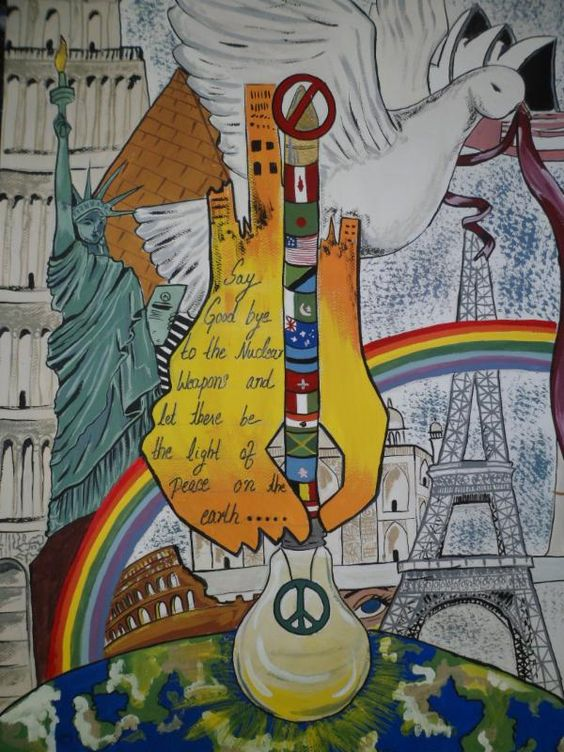 Say
Good bye
to the Nuclear
Weapons and
let there be
the light of
peace on the
earth .....